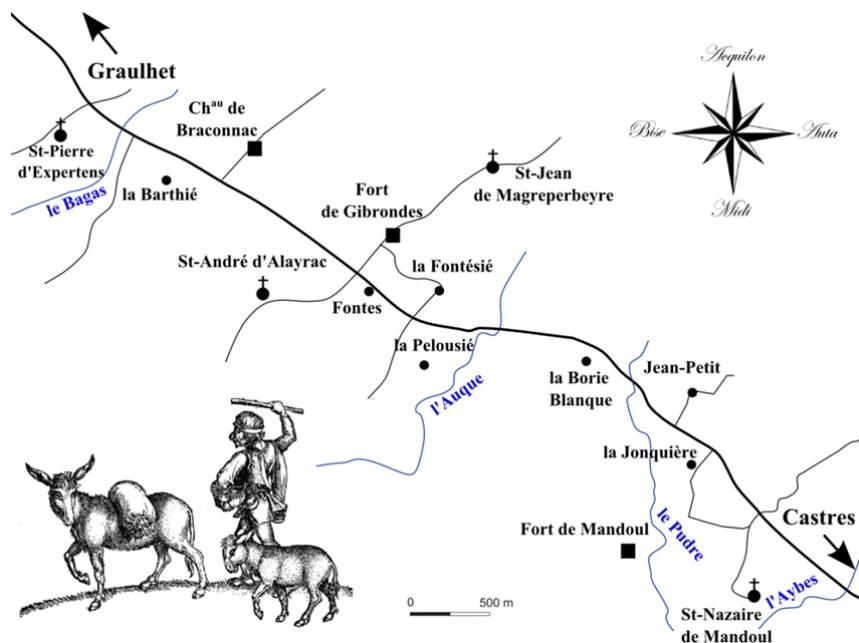 Graulhet
Acquilon
Bise
Auta
Midi
Chau de
Braconnac
St-Pierre
d'Expertens
la Barthié
le Bagas
St-Jean
de Magreperbeyre
Fort
de Gibrondes
St-André d'Alayrac
la Fontésié
Fontes
la Pelousié
l'Auque
la Borie
Blanque
Jean-Petit
la Jonquière
le Pudre
Fort de Mandoul
Castres
l'Aybes
St-Nazaire
de Mandoul
0 500 m